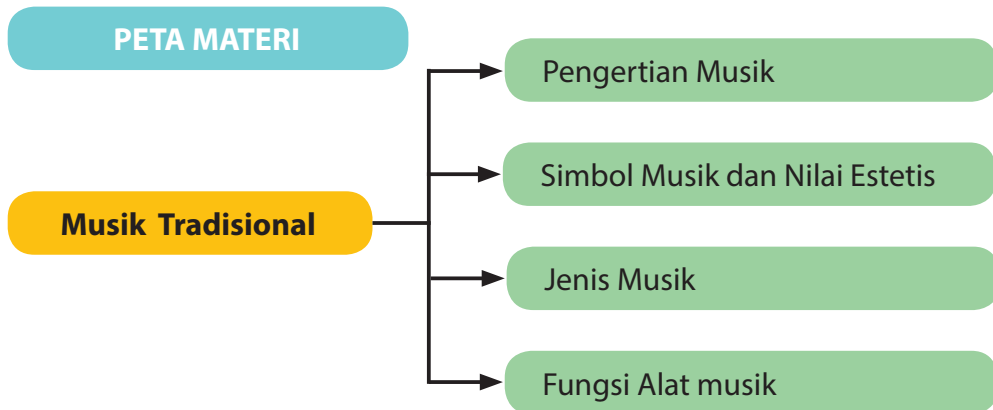 PETA MATERI
Pengertian Musik
Simbol Musik dan Nilai Estetis
Musik Tradisional
Jenis Musik
Fungsi Alat musik